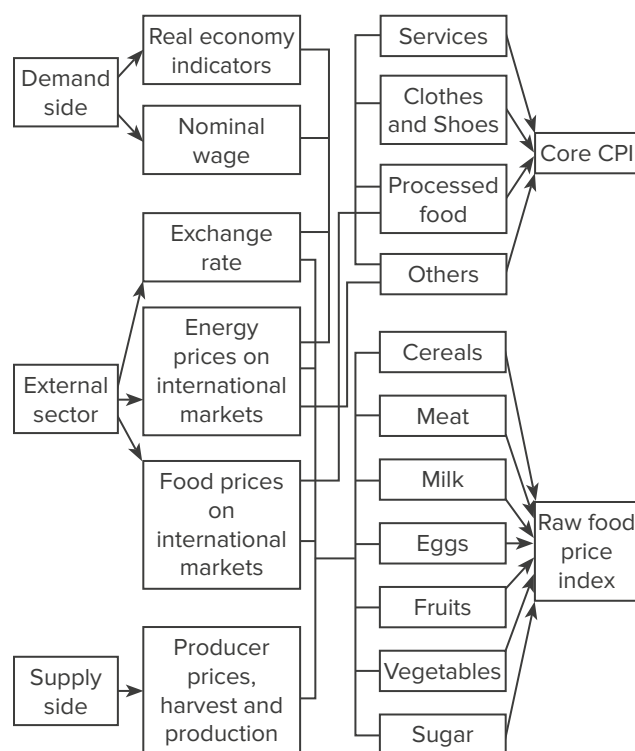 Demand
side
Real economy
indicators
Nominal
wage
External
sector
Exchange
rate
Energy
prices on
international
markets
Food prices
on
international
markets
Supply
side
Producer
prices,
harvest and
production
Services
Clothes
and Shoes
Processed
food
Others
Core CPI
Cereals
Meat
Milk
Eggs
Fruits
Vegetables
Sugar
Raw food
price
index